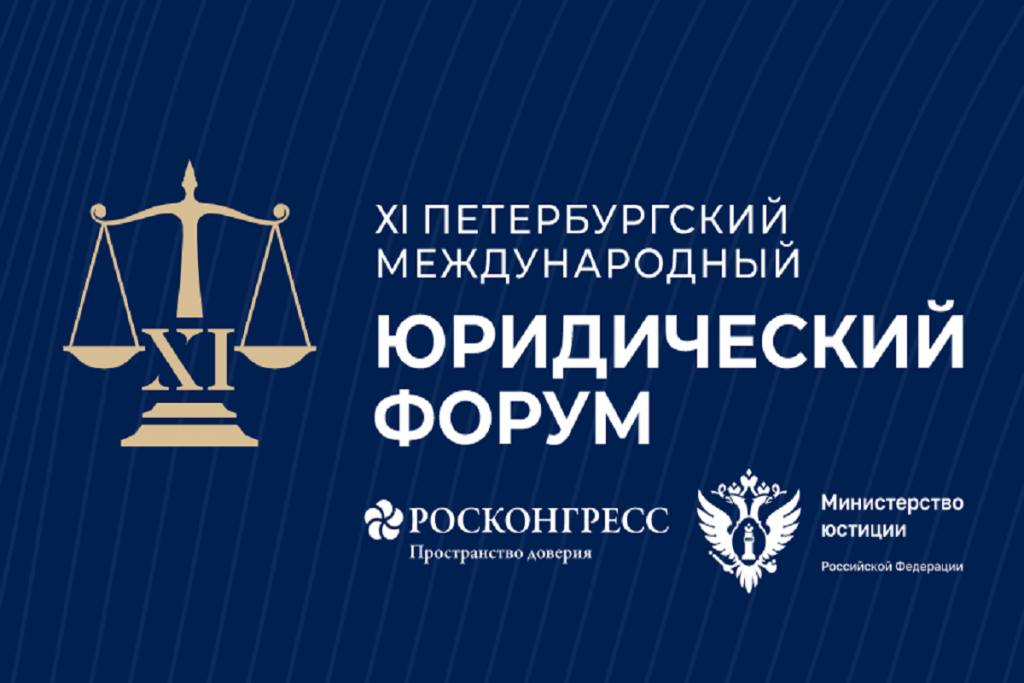 XI
XI ПЕТЕРБУРГСКИЙ
МЕЖДУНАРОДНЫЙ
ЮРИДИЧЕСКИЙ
ФОРУМ
РОСКОНГРЕСС
Пространство доверия
Министерство
юстиции
Российской Федерации